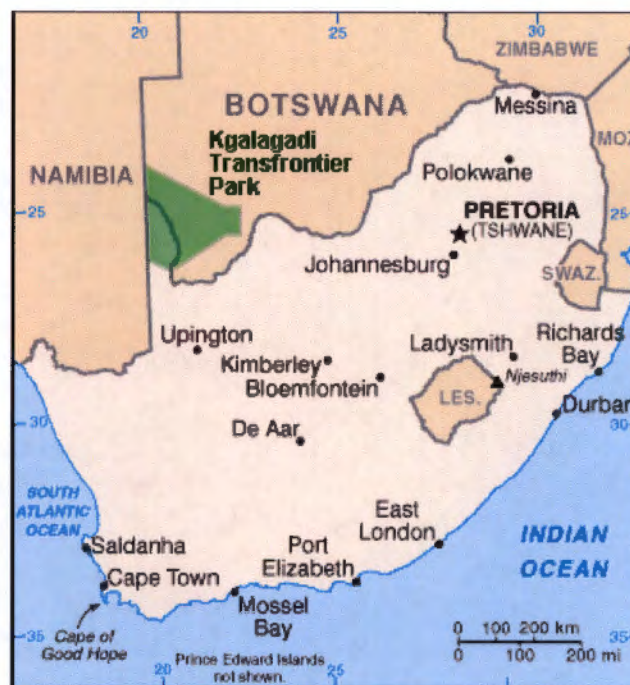 20
25
30
ZIMBABWE
BOTSWANA
Messina
Kgalagadi
Transfrontier
Park
NAMIBIA
MOZ
Polokwane
25
PRETORIA
(TSHWANE)
25
Johannesburg
SWAZ.
Upington
Ladysmith
Richards
Bay
Kimberley
Bloemfontein
Njesuthi
LES.
Durban
30
De Aar
30
SOUTH
ATLANTIC
OCEAN
East
London
INDIAN
OCEAN
Saldanha
Port
Elizabeth
Cape Town
Mossel
Bay
Cape of
Good Hope
35
0 100 200 km
0 100 200 mi
35
Prince Edward Islands
not shown.
20
25